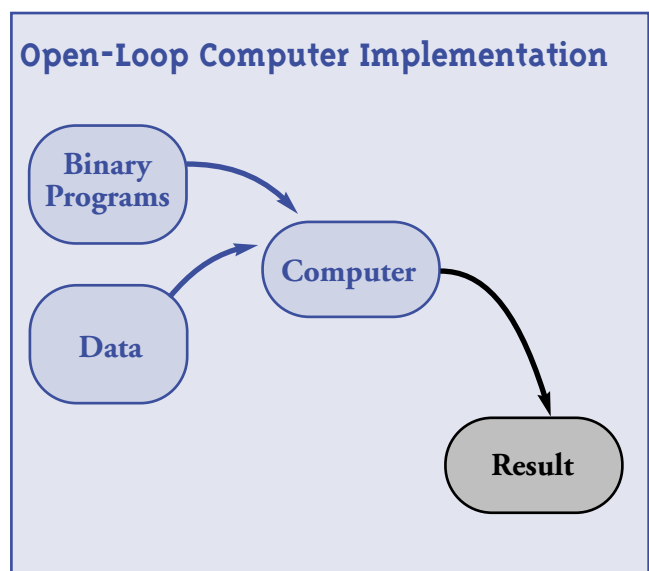 Open-Loop Computer Implementation
Binary
Programs
Computer
Data
Result